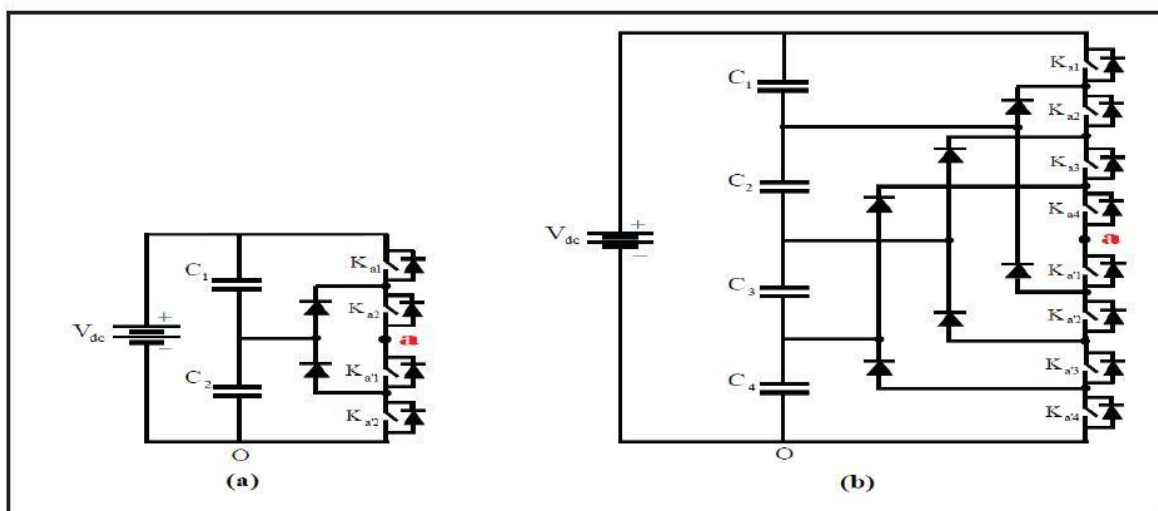 C1
C2
Vdc
+
−
Ka1
Ka2
a
Ka'1
Ka'2
O
(a)
C1
C2
C3
C4
Vdc
+
−
Ka1
Ka2
Ka3
Ka4
a
Ka'1
Ka'2
Ka'3
Ka'4
O
(b)